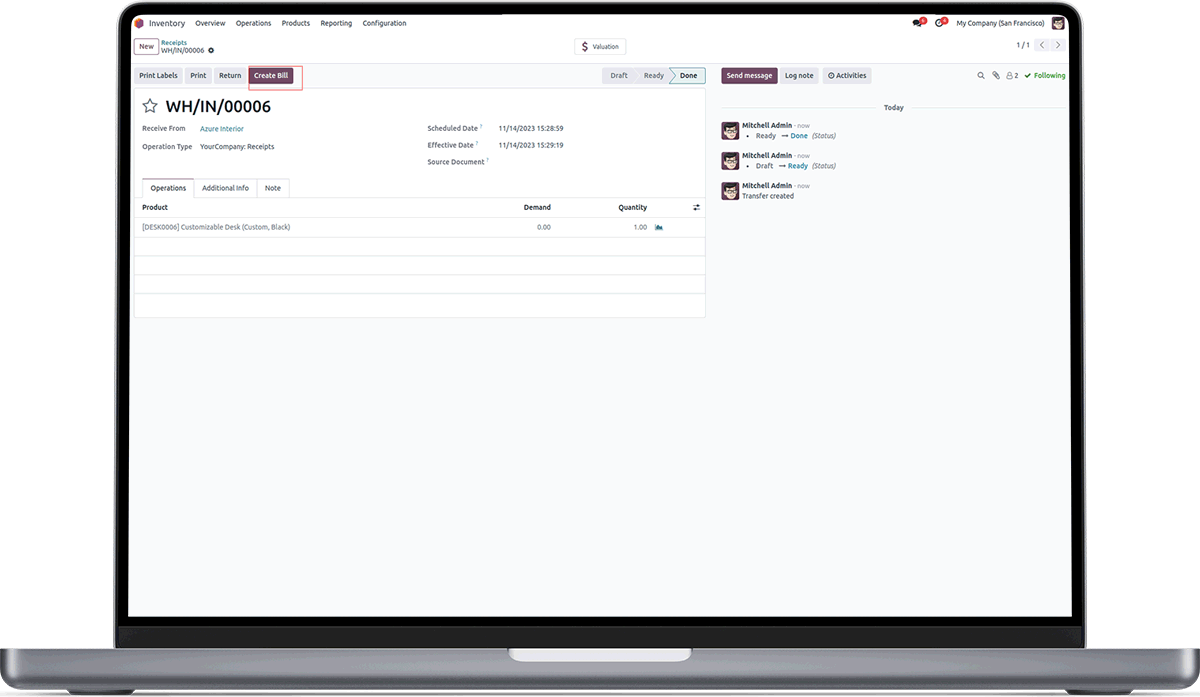 Inventory Overview Operations Products Reporting Configuration My Company (San Francisco)
New Receipts
WH/IN/00006
$ Valuation
1 / 1
Print Labels Print Return Create Bill Draft Ready Done
Send message Log note Activities 2 Following
WH/IN/00006
Receive From Azure Interior
Operation Type YourCompany: Receipts
Scheduled Date ? 11/14/2023 15:28:59
Effective Date ? 11/14/2023 15:29:19
Source Document ?
Operations Additional Info Note
Product Demand Quantity
[DESK0006] Customizable Desk (Custom, Black) 0.00 1.00
Today
Mitchell Admin - now
• Ready → Done (Status)
Mitchell Admin - now
• Draft → Ready (Status)
Mitchell Admin - now
Transfer created